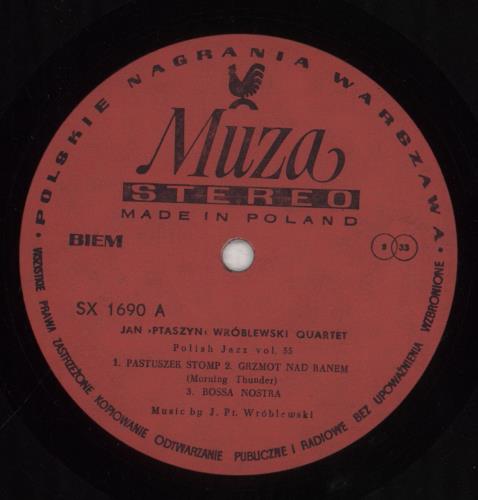 • POLSKIE NAGRANIA WARSZAWA •
Muza
STEREO
MADE IN POLAND
BIEM
S 33
SX 1690 A
JAN ›PTASZYN‹ WRÓBLEWSKI QUARTET
Polish Jazz vol. 35
1. PASTUSZEK STOMP 2. GRZMOT NAD RANEM
(Morning Thunder)
3. BOSSA NOSTRA
Music by J. Pt. Wróblewski
WSZYSTKIE PRAWA ZASTRZEŻONE KOPIOWANIE ODTWARZANIE PUBLICZNE I RADIOWE BEZ UPOWAŻNIENIA WZBRONIONE